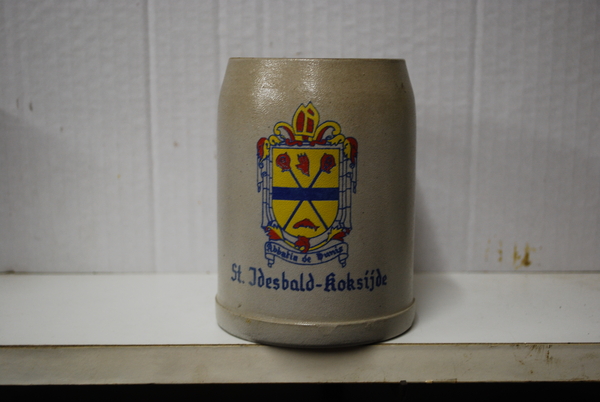 Abbatia de Dunis
St. Idesbald-Koksijde